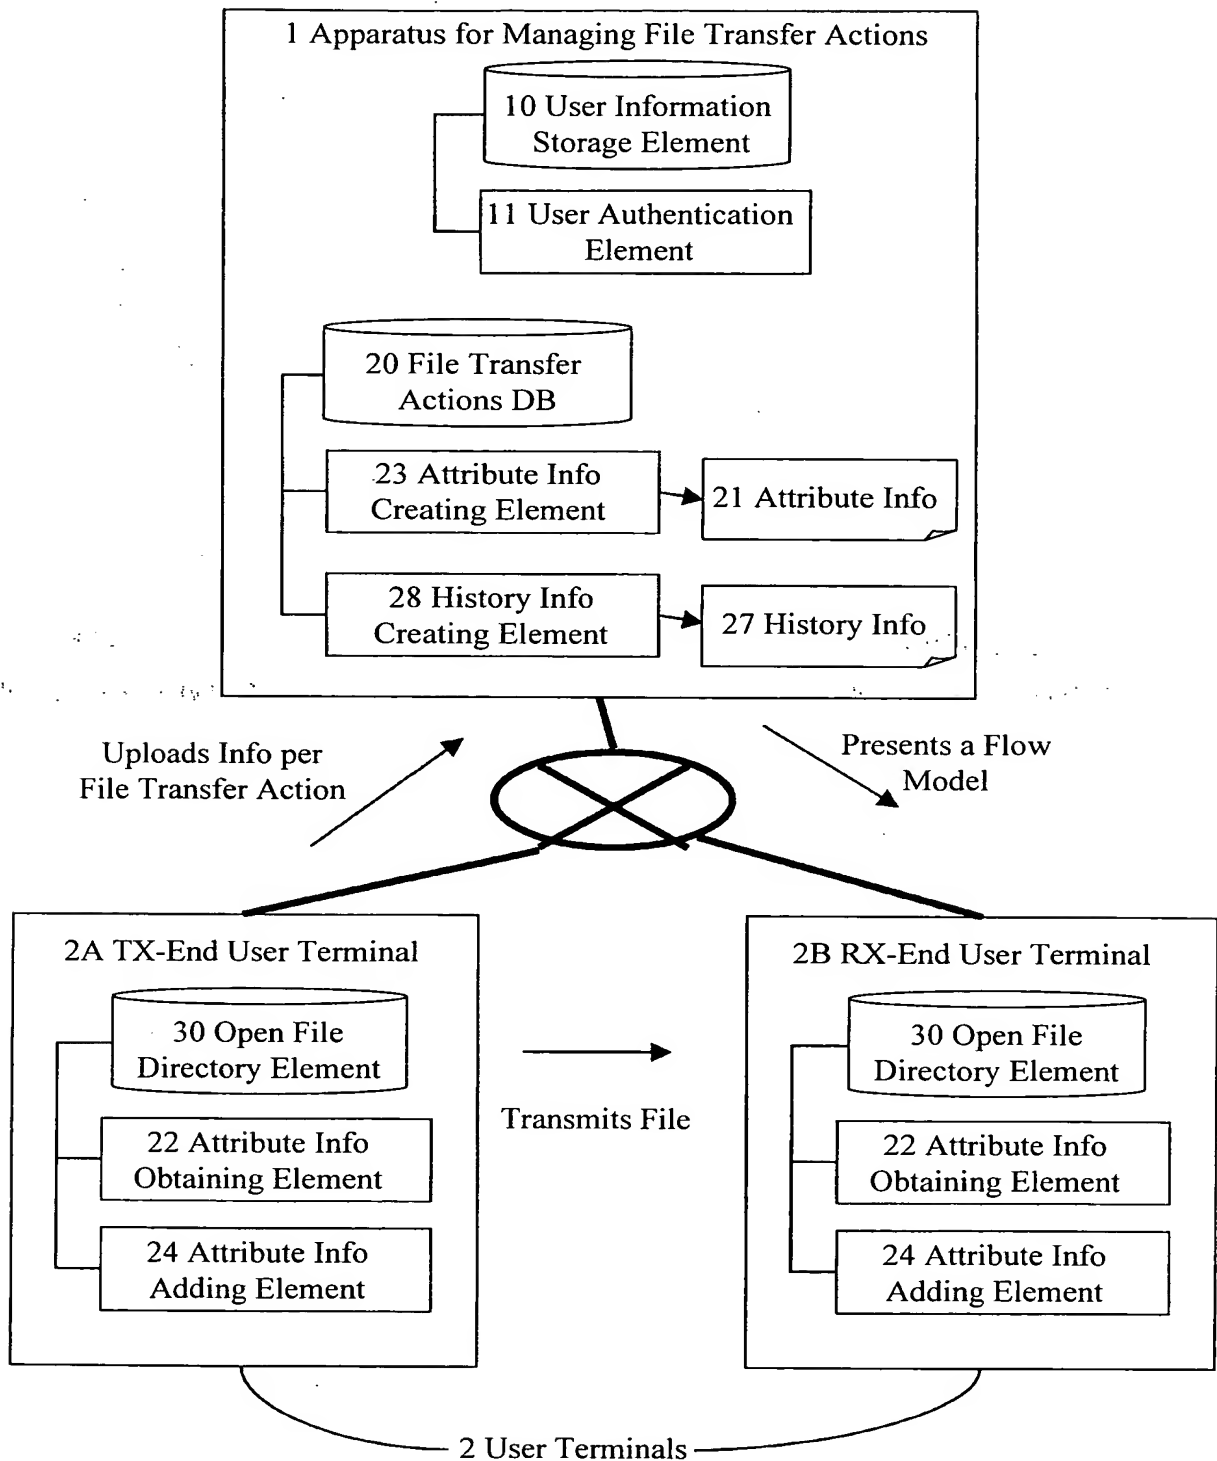 1 Apparatus for Managing File Transfer Actions
10 User Information
Storage Element
11 User Authentication
Element
20 File Transfer
Actions DB
23 Attribute Info
Creating Element
21 Attribute Info
28 History Info
Creating Element
27 History Info
Uploads Info per
File Transfer Action
Presents a Flow
Model
2A TX-End User Terminal
30 Open File
Directory Element
22 Attribute Info
Obtaining Element
24 Attribute Info
Adding Element
Transmits File
2B RX-End User Terminal
30 Open File
Directory Element
22 Attribute Info
Obtaining Element
24 Attribute Info
Adding Element
2 User Terminals